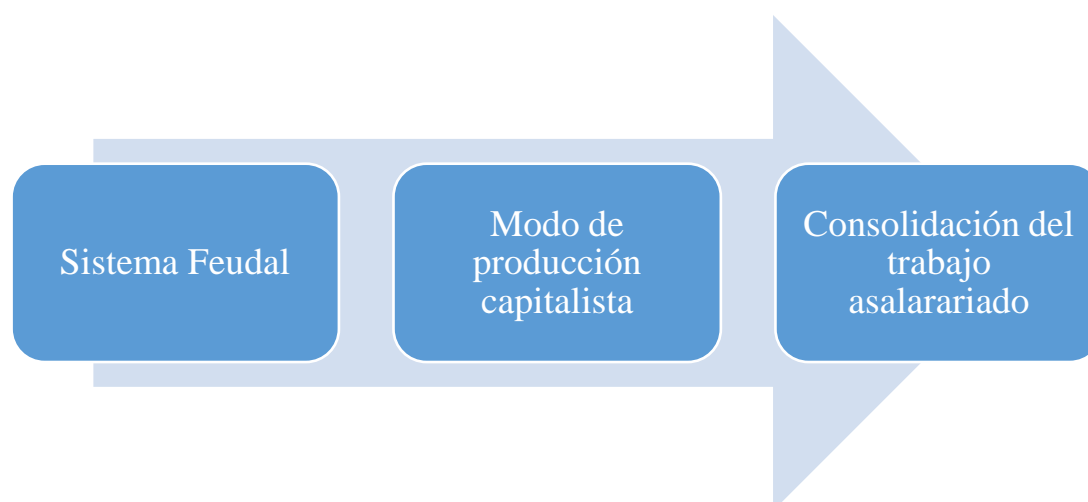 Sistema Feudal
Modo de
producción
capitalista
Consolidación del
trabajo
asalarariado